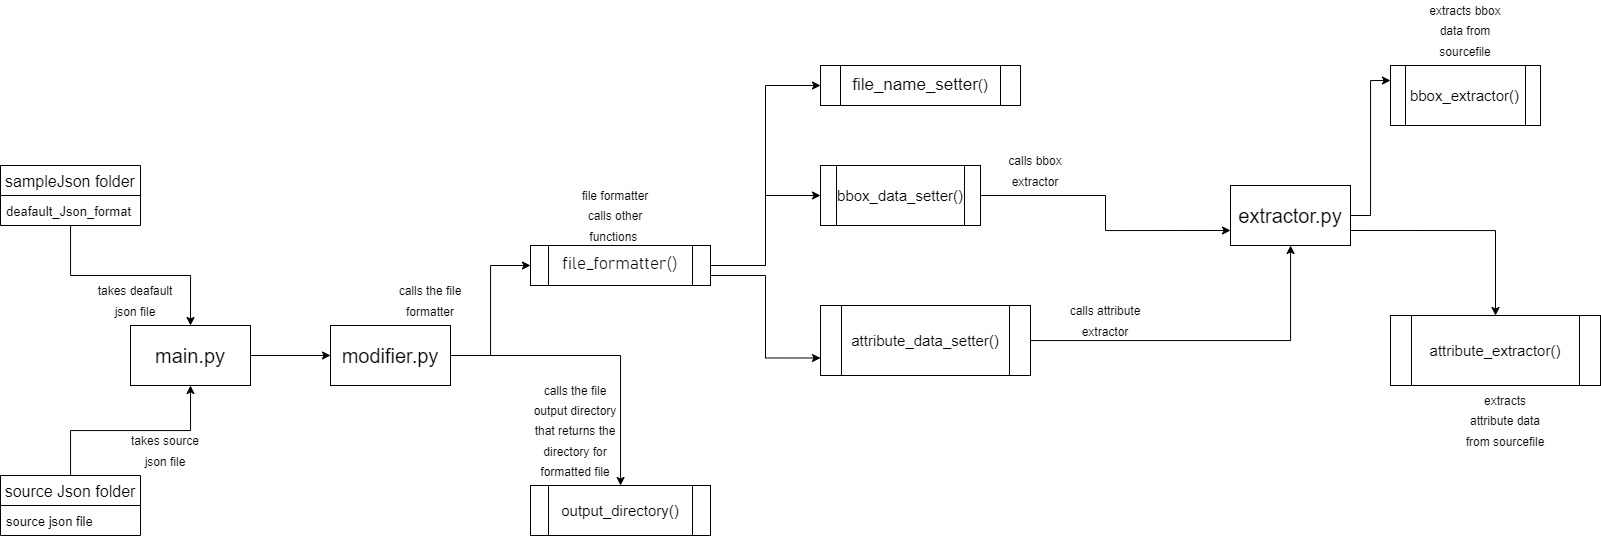 sampleJson folder
deafault_Json_format
takes deafault
json file
main.py
takes source
json file
source Json folder
source json file
calls the file
formatter
modifier.py
file formatter
calls other
functions
file_formatter()
calls the file
output directory
that returns the
directory for
formatted file
output_directory()
file_name_setter()
bbox_data_setter()
calls bbox
extractor
attribute_data_setter()
calls attribute
extractor
extractor.py
extracts bbox
data from
sourcefile
bbox_extractor()
attribute_extractor()
extracts
attribute data
from sourcefile